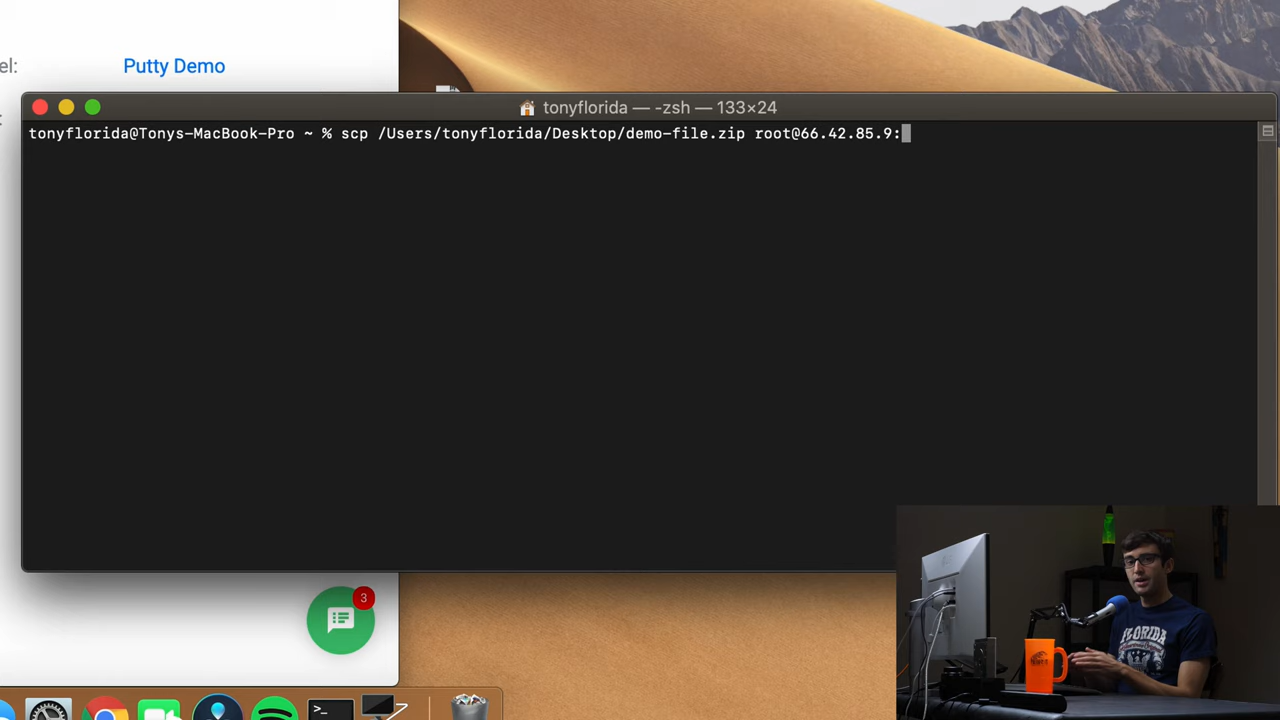 el:
Putty Demo
:
tonyflorida — -zsh — 133×24
tonyflorida@Tonys-MacBook-Pro ~ % scp /Users/tonyflorida/Desktop/demo-file.zip root@66.42.85.9:
3
>_
FLORIDA